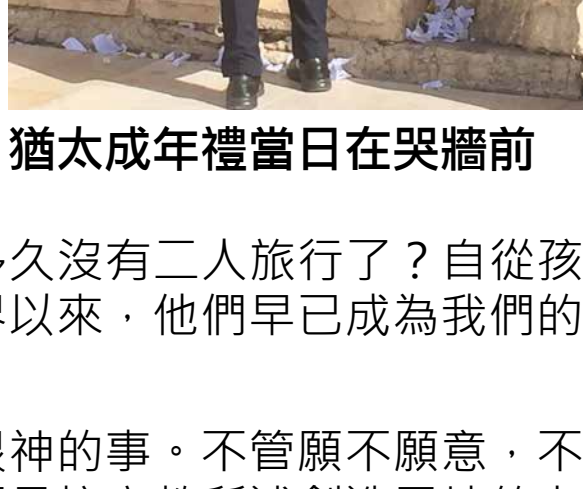 猶太成年禮當日在哭牆前
久沒有二人旅行了？自從孩
以來，他們早已成為我們的
神的事。不管願不願意，不